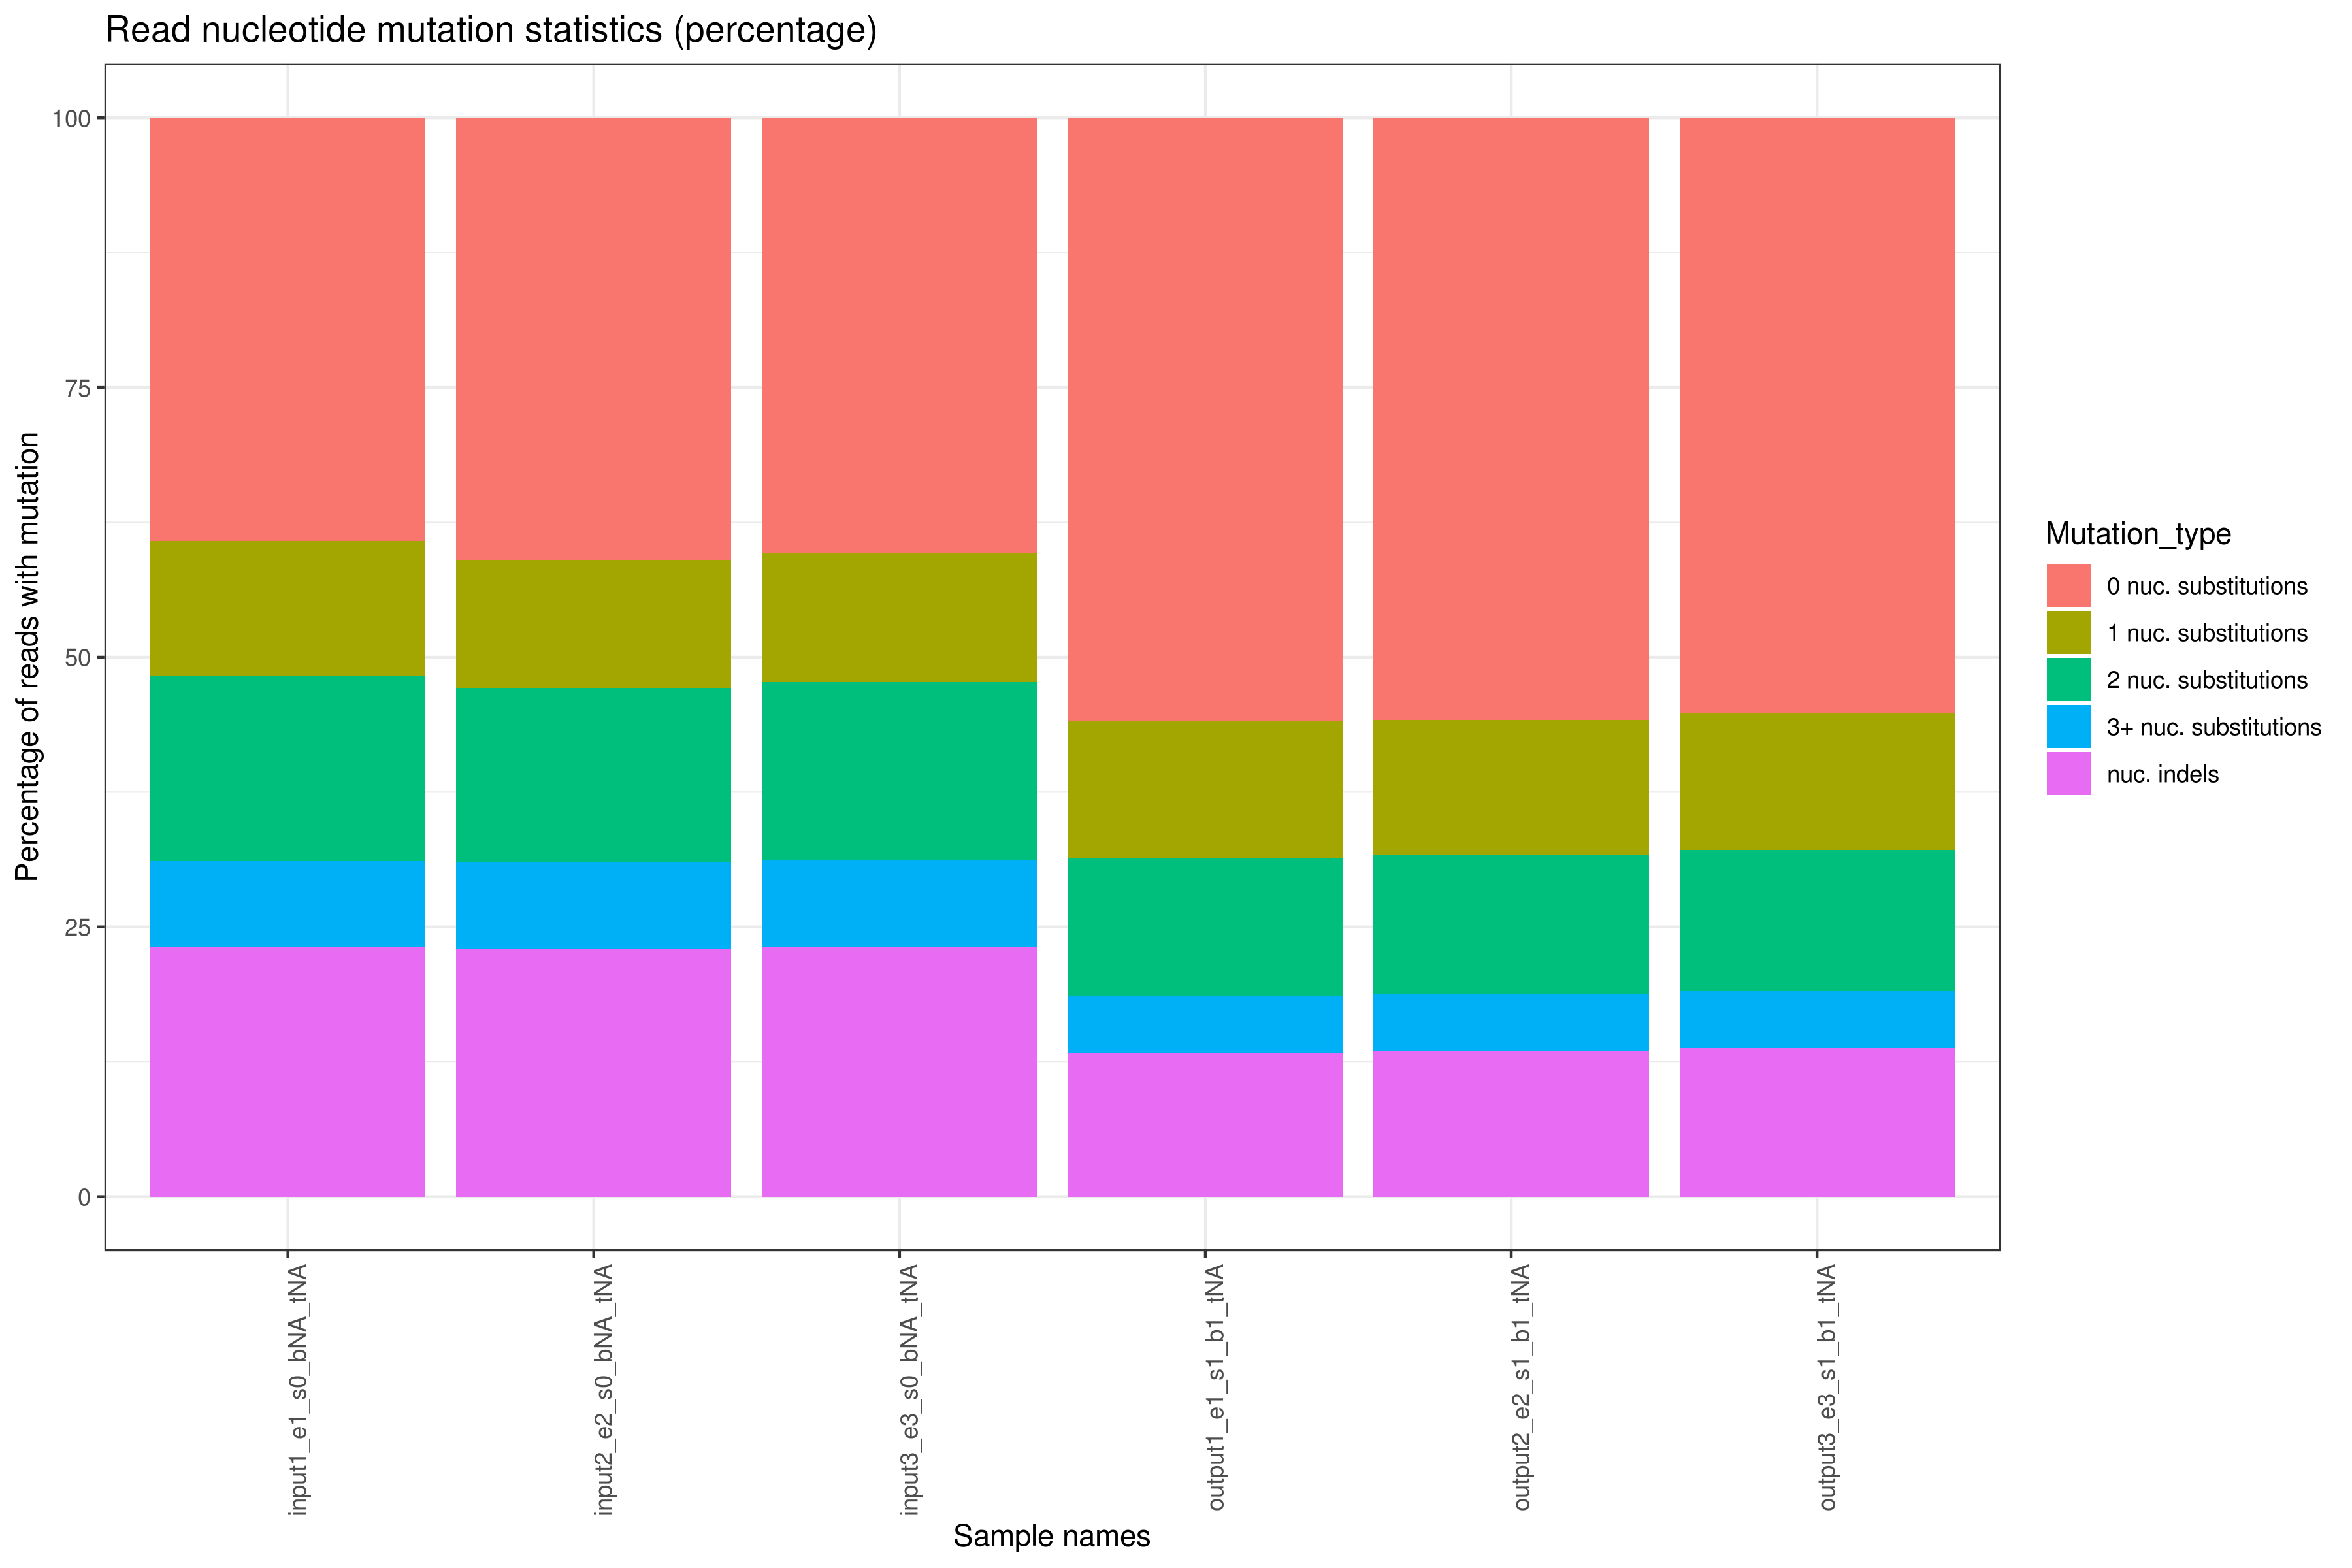 Read nucleotide mutation statistics (percentage)
Percentage of reads with mutation
100
75
50
25
0
input1_e1_s0_bNA_tNA
input2_e2_s0_bNA_tNA
input3_e3_s0_bNA_tNA
output1_e1_s1_b1_tNA
output2_e2_s1_b1_tNA
output3_e3_s1_b1_tNA
Sample names
Mutation_type
0 nuc. substitutions
1 nuc. substitutions
2 nuc. substitutions
3+ nuc. substitutions
nuc. indels